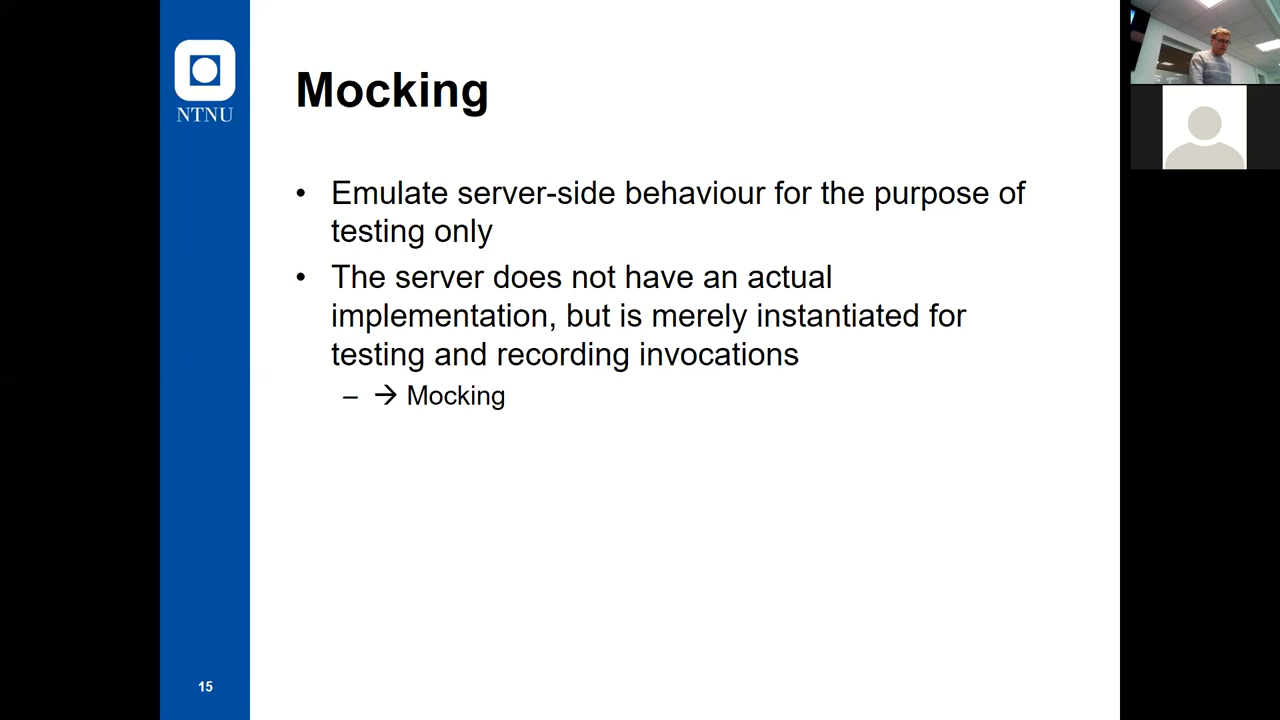 NTNU
Mocking
• Emulate server-side behaviour for the purpose of
testing only
• The server does not have an actual
implementation, but is merely instantiated for
testing and recording invocations
– → Mocking
15